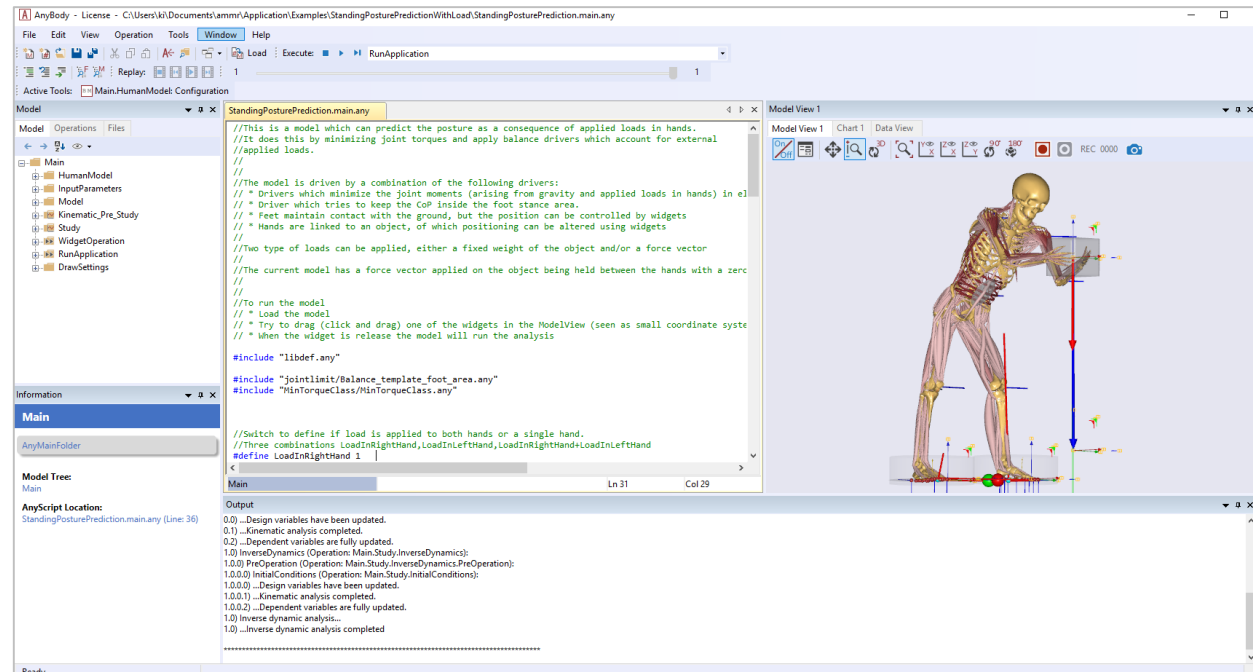 AnyBody - License - C:\Users\ki\Documents\ammr\Application\Examples\StandingPosturePredictionWithLoad\StandingPosturePrediction.main.any
File Edit View Operation Tools Window Help
Load Execute: RunApplication
Replay: 1 1
Active Tools: Main.HumanModel: Configuration
Model
Model Operations Files
Main
HumanModel
InputParameters
Model
Kinematic_Pre_Study
Study
WidgetOperation
RunApplication
DrawSettings
StandingPosturePrediction.main.any
//This is a model which can predict the posture as a consequence of applied loads in hands.
//It does this by minimizing joint torques and apply balance drivers which account for external
//applied loads.
//
//
//The model is driven by a combination of the following drivers:
// * Drivers which minimize the joint moments (arising from gravity and applied loads in hands) in el
// * Driver which tries to keep the CoP inside the foot stance area.
// * Feet maintain contact with the ground, but the position can be controlled by widgets
// * Hands are linked to an object, of which positioning can be altered using widgets
//
//Two type of loads can be applied, either a fixed weight of the object and/or a force vector
//
//The current model has a force vector applied on the object being held between the hands with a zerc
//
//
//To run the model
// * Load the model
// * Try to drag (click and drag) one of the widgets in the ModelView (seen as small coordinate syste
// * When the widget is release the model will run the analysis
#include "libdef.any"
#include "jointlimit/Balance_template_foot_area.any"
#include "MinTorqueClass/MinTorqueClass.any"
//Switch to define if load is applied to both hands or a single hand.
//Three combinations LoadInRightHand,LoadInLeftHand,LoadInRightHand+LoadInLeftHand
#define LoadInRightHand 1
Main Ln 31 Col 29
Model View 1
Model View 1 Chart 1 Data View
On/Off 3D Y X Z X Z Y 90° 180° REC 0000
Information
Main
AnyMainFolder
Model Tree:
Main
AnyScript Location:
StandingPosturePrediction.main.any (Line: 36)
Output
0.0) ...Design variables have been updated.
0.1) ...Kinematic analysis completed.
0.2) ...Dependent variables are fully updated.
1.0) InverseDynamics (Operation: Main.Study.InverseDynamics):
1.0.0) PreOperation (Operation: Main.Study.InverseDynamics.PreOperation):
1.0.0.0) InitialConditions (Operation: Main.Study.InitialConditions):
1.0.0.0) ...Design variables have been updated.
1.0.0.1) ...Kinematic analysis completed.
1.0.0.2) ...Dependent variables are fully updated.
1.0) Inverse dynamic analysis...
1.0) ...Inverse dynamic analysis completed
Ready